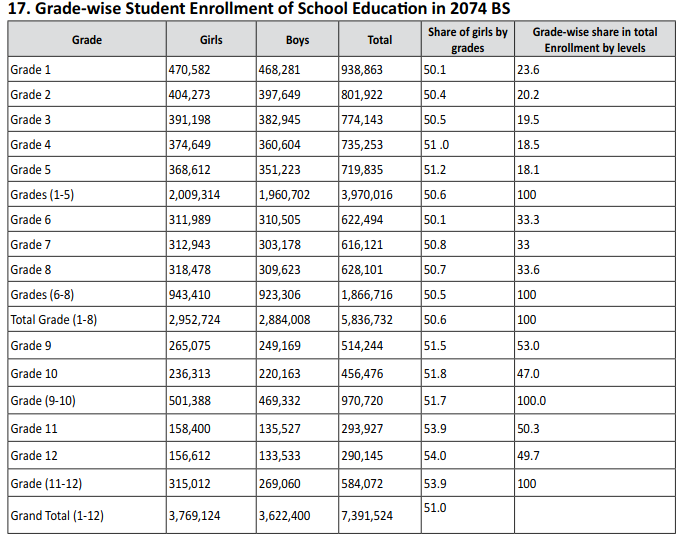 17. Grade-wise Student Enrollment of School Education in 2074 BS
Grade Girls Boys Total Share of girls by grades Grade-wise share in total Enrollment by levels
Grade 1 470,582 468,281 938,863 50.1 23.6
Grade 2 404,273 397,649 801,922 50.4 20.2
Grade 3 391,198 382,945 774,143 50.5 19.5
Grade 4 374,649 360,604 735,253 51 .0 18.5
Grade 5 368,612 351,223 719,835 51.2 18.1
Grades (1-5) 2,009,314 1,960,702 3,970,016 50.6 100
Grade 6 311,989 310,505 622,494 50.1 33.3
Grade 7 312,943 303,178 616,121 50.8 33
Grade 8 318,478 309,623 628,101 50.7 33.6
Grades (6-8) 943,410 923,306 1,866,716 50.5 100
Total Grade (1-8) 2,952,724 2,884,008 5,836,732 50.6 100
Grade 9 265,075 249,169 514,244 51.5 53.0
Grade 10 236,313 220,163 456,476 51.8 47.0
Grade (9-10) 501,388 469,332 970,720 51.7 100.0
Grade 11 158,400 135,527 293,927 53.9 50.3
Grade 12 156,612 133,533 290,145 54.0 49.7
Grade (11-12) 315,012 269,060 584,072 53.9 100
Grand Total (1-12) 3,769,124 3,622,400 7,391,524 51.0